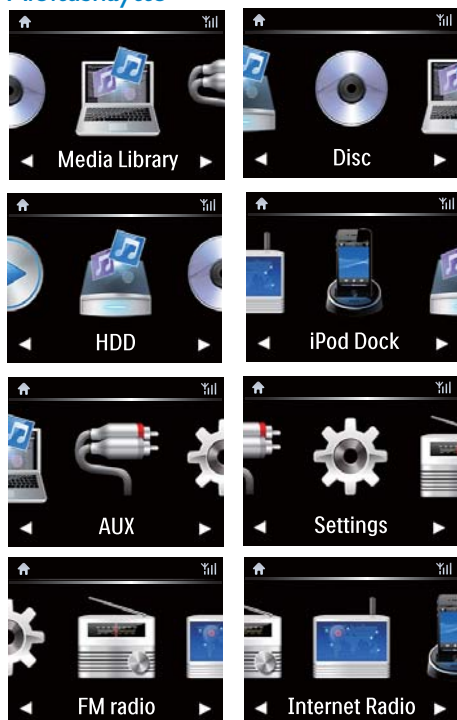 Media Library
Disc
HDD
iPod Dock
AUX
Settings
FM radio
Internet Radio